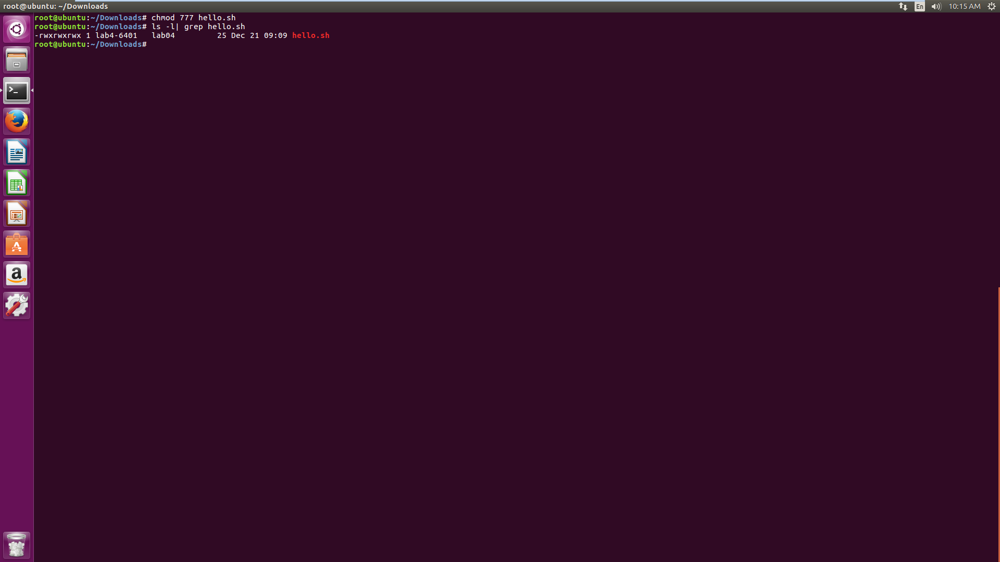 root@ubuntu: ~/Downloads
En
10:15 AM
root@ubuntu:~/Downloads# chmod 777 hello.sh
root@ubuntu:~/Downloads# ls -l| grep hello.sh
-rwxrwxrwx 1 lab4-6401   lab04         25 Dec 21 09:09 hello.sh
root@ubuntu:~/Downloads#